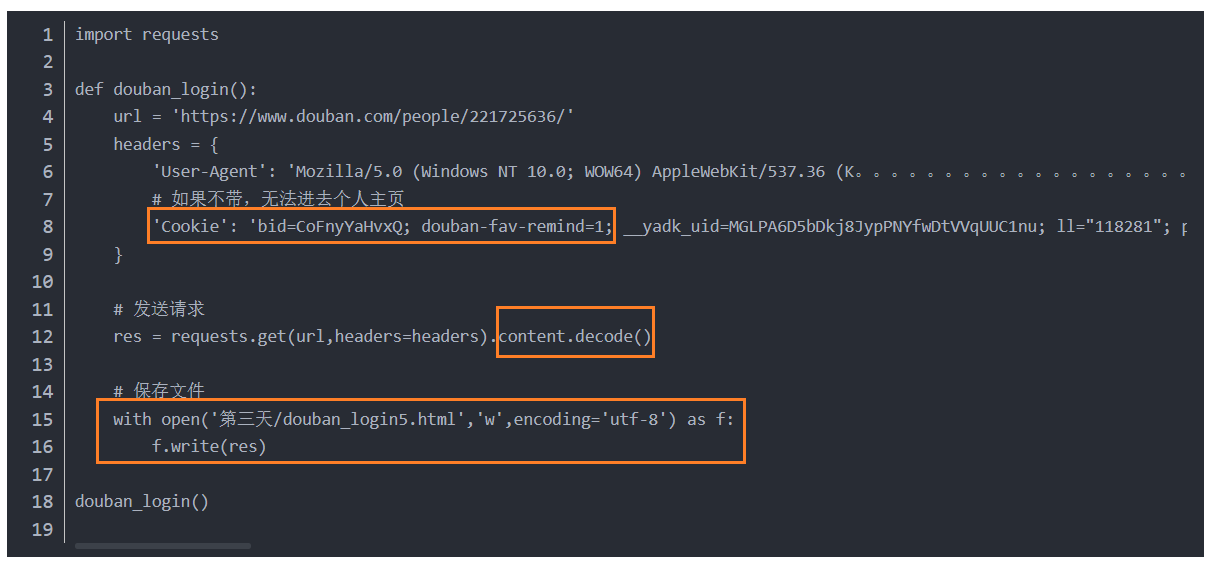 1 import requests
2
3 def douban_login():
4     url = 'https://www.douban.com/people/221725636/'
5     headers = {
6         'User-Agent': 'Mozilla/5.0 (Windows NT 10.0; WOW64) AppleWebKit/537.36 (K。。。。。。。。。。。。。。。。。。。
7         # 如果不带，无法进去个人主页
8         'Cookie': 'bid=CoFnyYaHvxQ; douban-fav-remind=1; __yadk_uid=MGLPA6D5bDkj8JypPNYfwDtVVqUUC1nu; ll="118281"; p
9     }
10
11     # 发送请求
12     res = requests.get(url,headers=headers).content.decode()
13
14     # 保存文件
15     with open('第三天/douban_login5.html','w',encoding='utf-8') as f:
16         f.write(res)
17
18 douban_login()
19